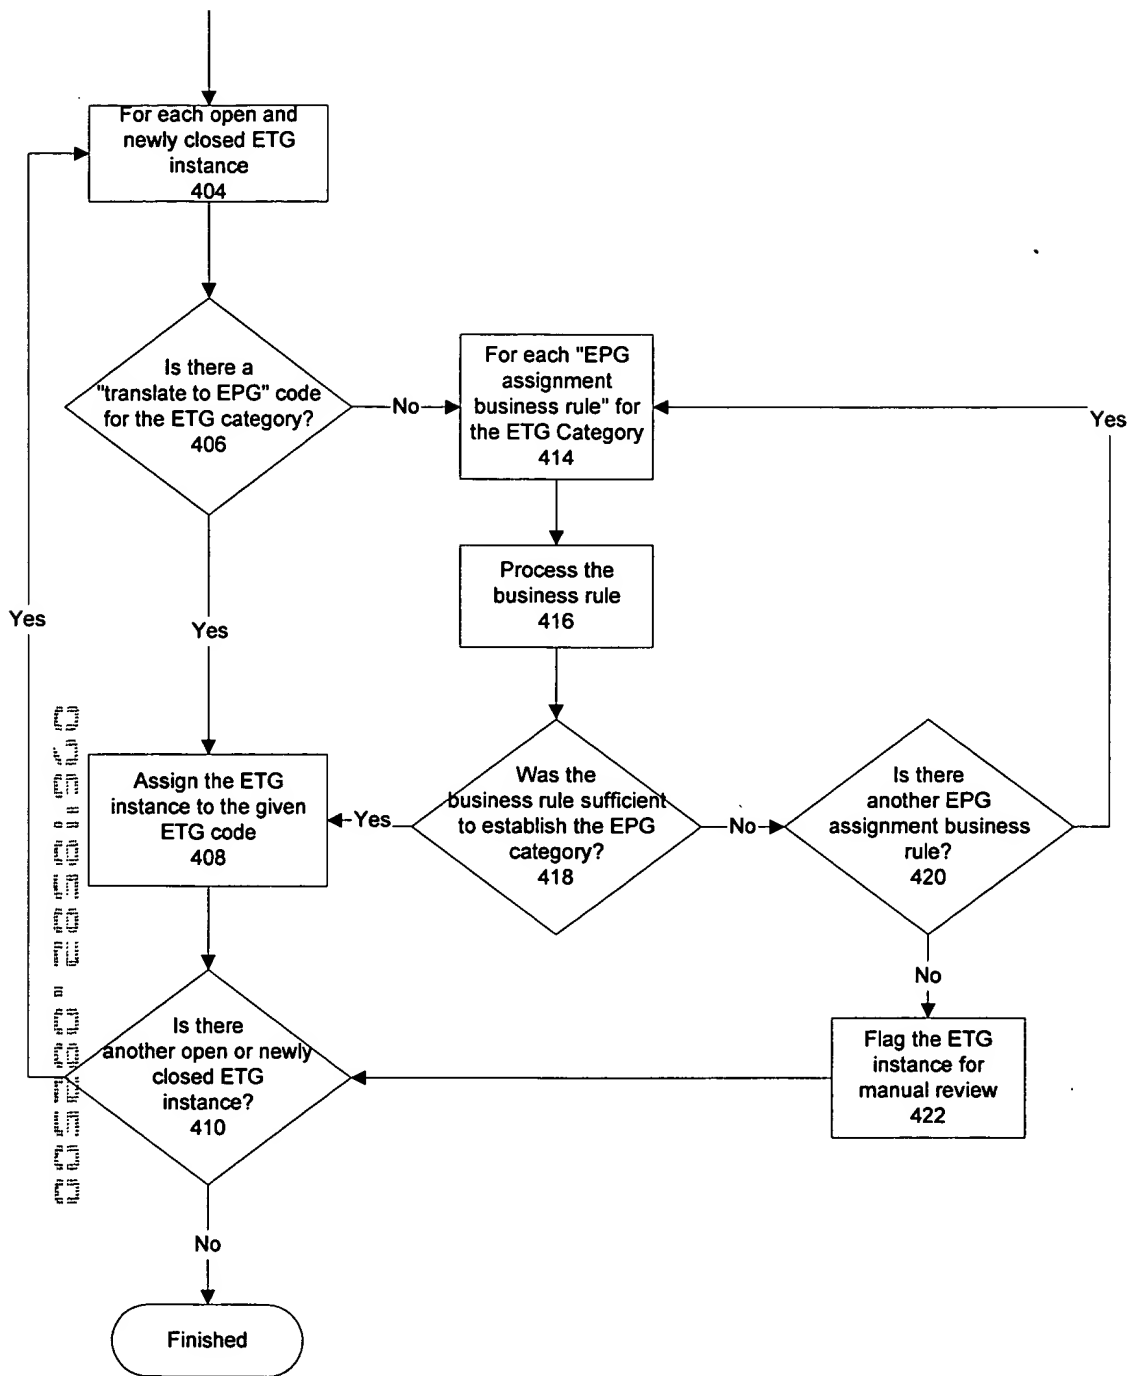 For each open and
newly closed ETG
instance
404
Is there a
"translate to EPG" code
for the ETG category?
406
No
For each "EPG
assignment
business rule" for
the ETG Category
414
Yes
Process the
business rule
416
Yes
Yes
Assign the ETG
instance to the given
ETG code
408
Yes
Was the
business rule sufficient
to establish the EPG
category?
418
No
Is there
another EPG
assignment business
rule?
420
No
Is there
another open or newly
closed ETG
instance?
410
Flag the ETG
instance for
manual review
422
No
Finished